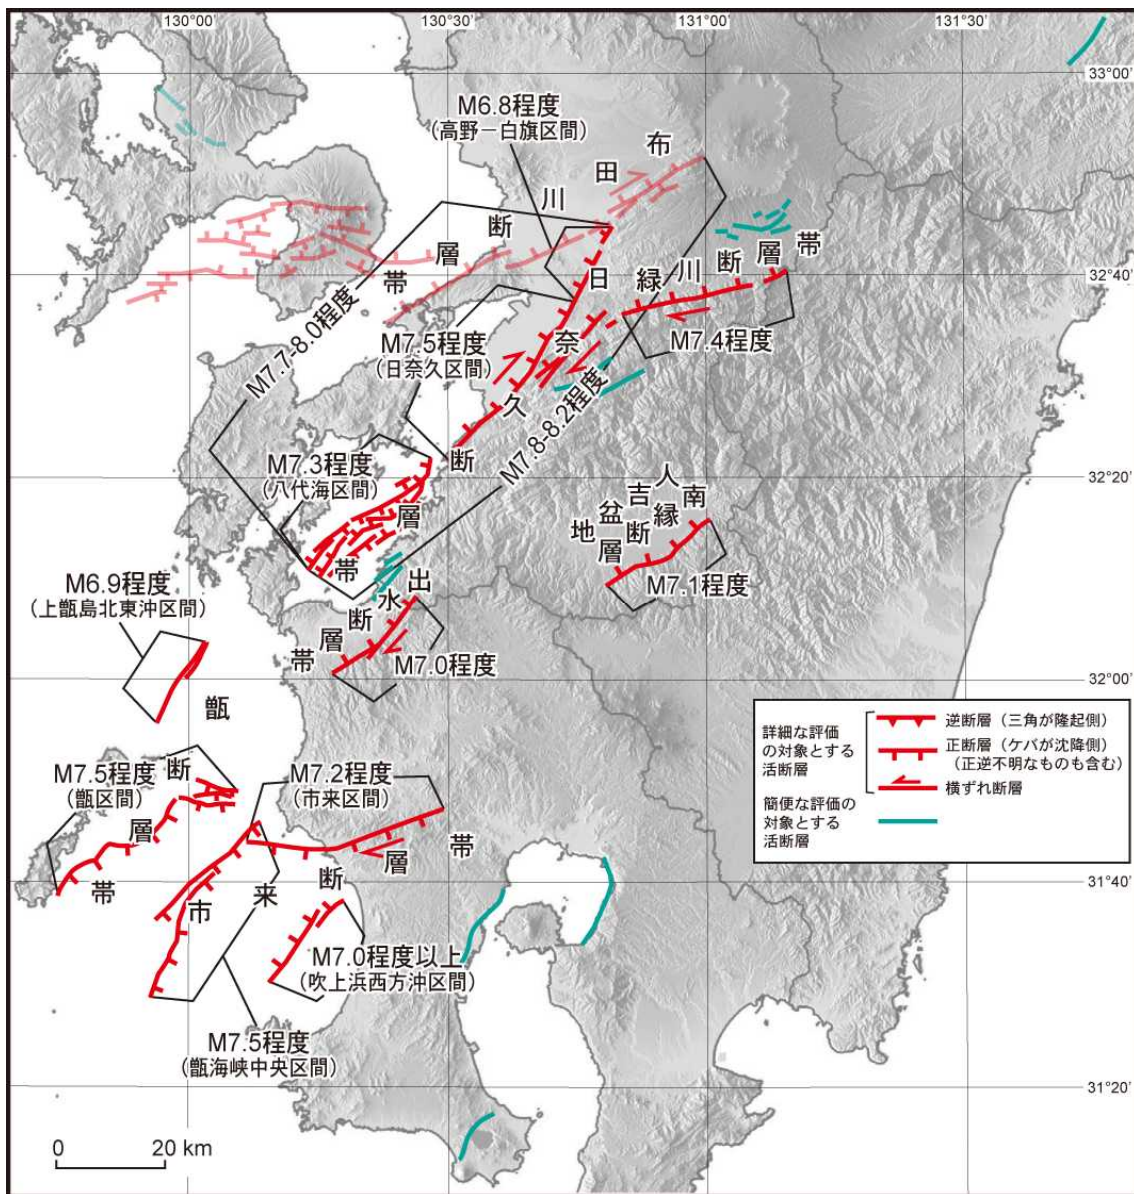 130°00'
130°30'
131°00'
131°30'
33°00'
32°40'
32°20'
32°00'
31°40'
31°20'
M6.8程度
(高野－白旗区間)
布田川断層帯
M7.7-8.0程度
緑川断層帯
M7.4程度
M7.5程度
(日奈久区間)
日奈久断層帯
M7.8-8.2程度
M7.3程度
(八代海区間)
人吉盆地南縁断層
M7.1程度
M6.9程度
(上甑島北東沖区間)
出水断層帯
M7.0程度
甑断層帯
M7.5程度
(甑区間)
M7.2程度
(市来区間)
市来断層帯
M7.0程度以上
(吹上浜西方沖区間)
M7.5程度
(甑海峡中央区間)
詳細な評価
の対象とする
活断層
逆断層（三角が隆起側）
正断層（ケバが沈降側）
（正逆不明なものも含む）
横ずれ断層
簡便な評価の
対象とする
活断層
0 20 km